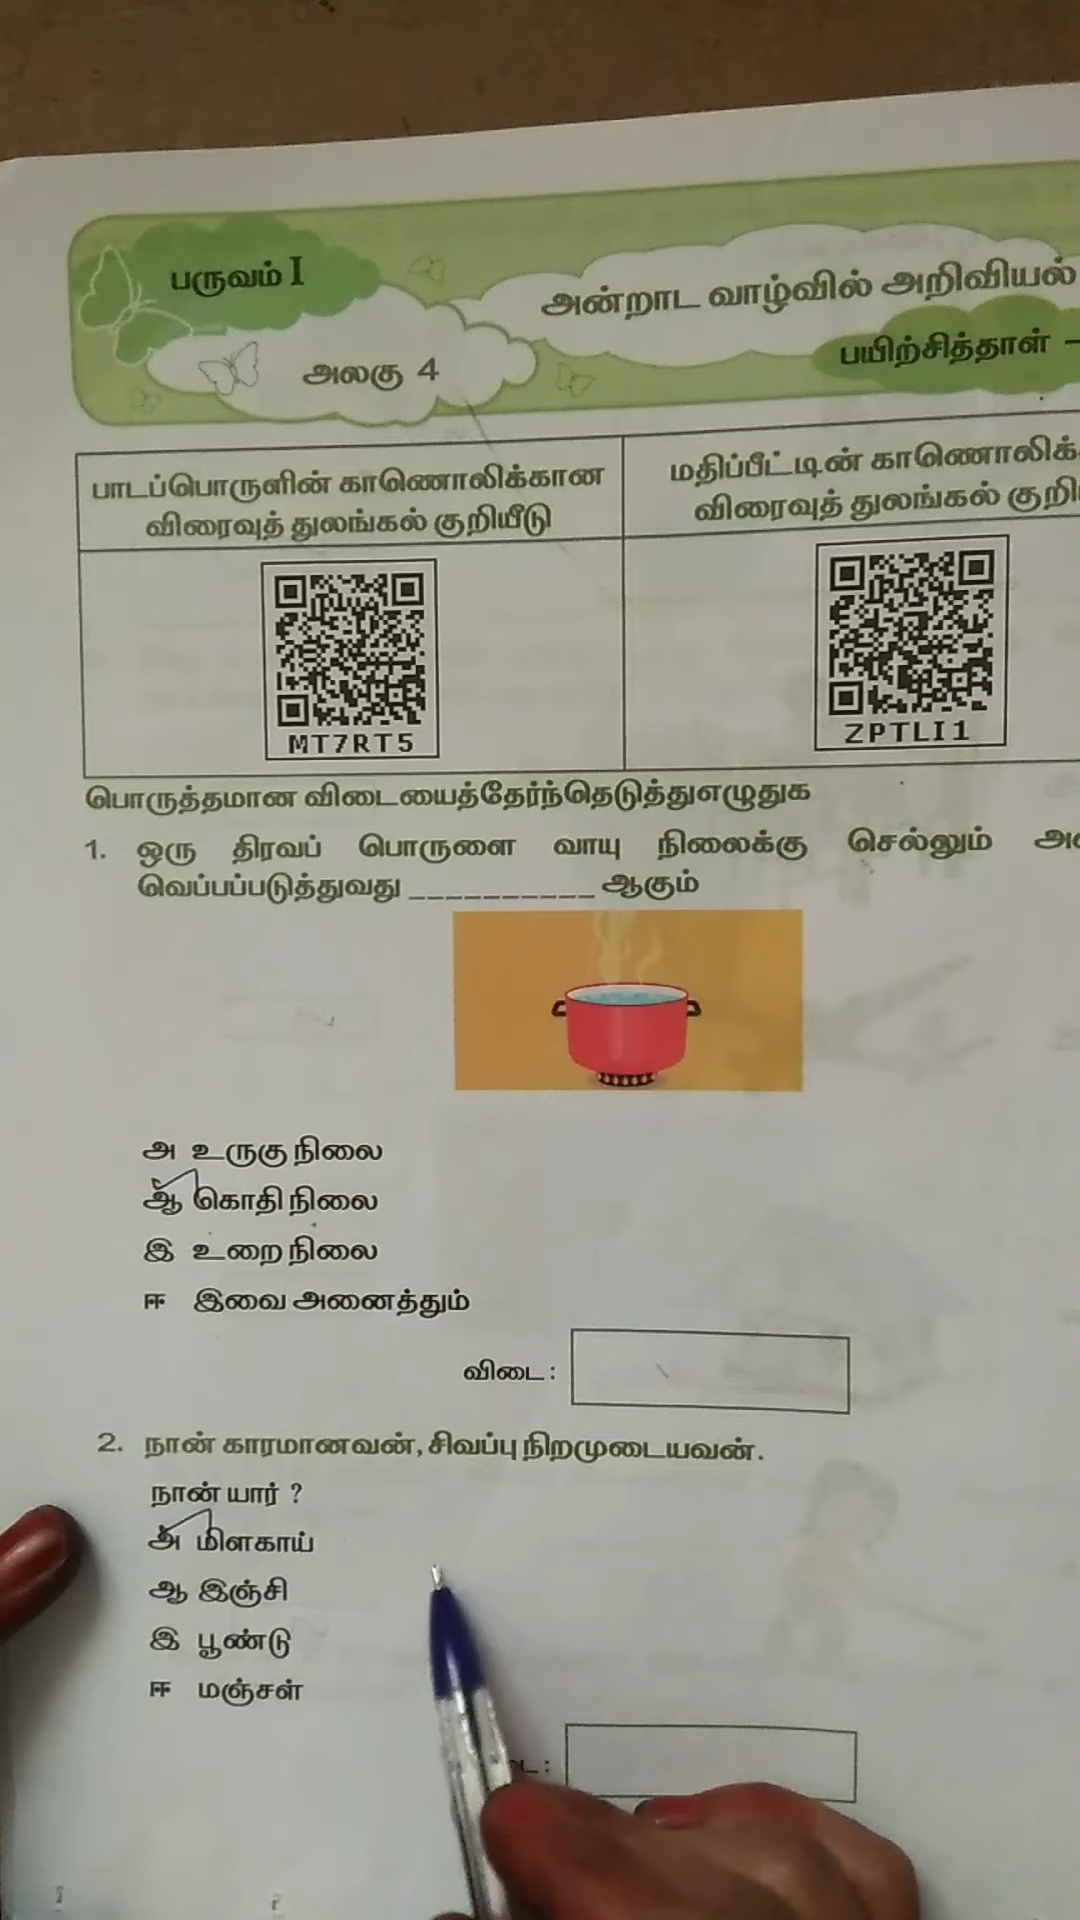 பருவம் I
அன்றாட வாழ்வில் அறிவியல்
அலகு 4
பயிற்சித்தாள் –
பாடப்பொருளின் காணொலிக்கான
விரைவுத் துலங்கல் குறியீடு
மதிப்பீட்டின்
விரைவுத் துலங்கல்
MT7RT5
ZPTLI1
பொருத்தமான விடையைத்தேர்ந்தெடுத்துஎழுதுக
1. ஒரு திரவப் பொருளை வாயு நிலைக்கு செல்லும்
வெப்பப்படுத்துவது __________ ஆகும்
அ உருகு நிலை
ஆ கொதி நிலை
இ உறை நிலை
ஈ இவை அனைத்தும்
விடை :
2. நான் காரமானவன், சிவப்பு நிறமுடையவன்.
நான் யார் ?
அ மிளகாய்
ஆ இஞ்சி
இ பூண்டு
ஈ மஞ்சள்